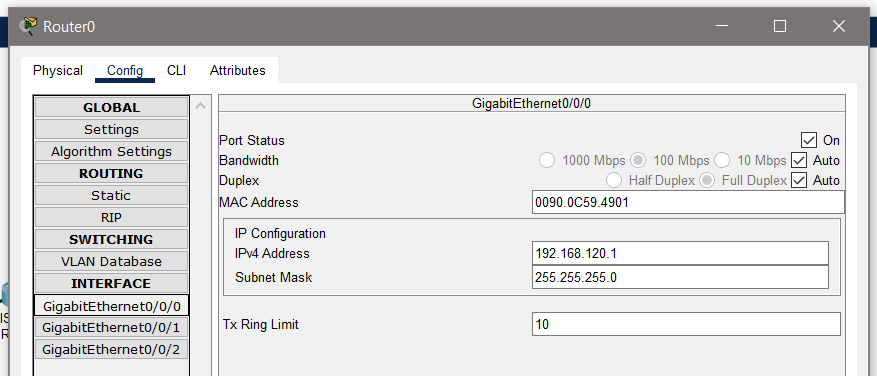 Router0
Physical Config CLI Attributes
GLOBAL
Settings
Algorithm Settings
ROUTING
Static
RIP
SWITCHING
VLAN Database
INTERFACE
GigabitEthernet0/0/0
GigabitEthernet0/0/1
GigabitEthernet0/0/2
GigabitEthernet0/0/0
Port Status On
Bandwidth 1000 Mbps 100 Mbps 10 Mbps Auto
Duplex Half Duplex Full Duplex Auto
MAC Address 0090.0C59.4901
IP Configuration
IPv4 Address 192.168.120.1
Subnet Mask 255.255.255.0
Tx Ring Limit 10